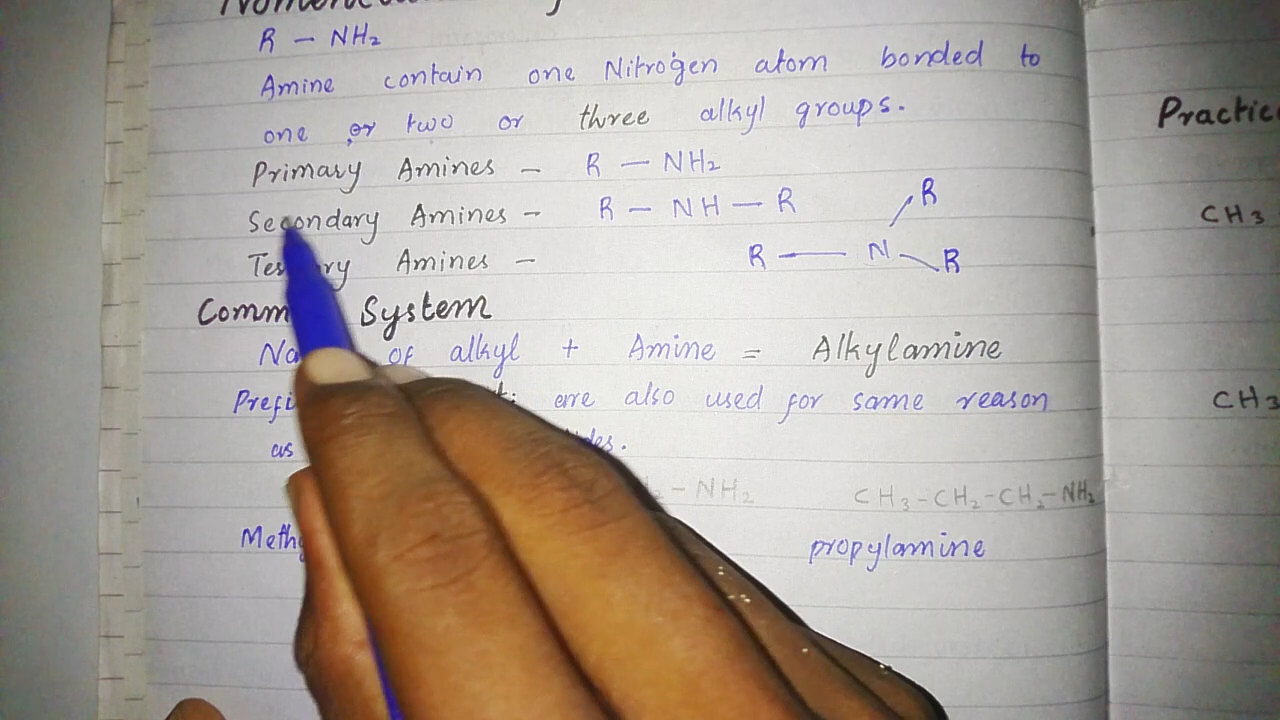 R - NH₂
Amine contain one Nitrogen atom bonded to
one or two or three alkyl groups.
Primary Amines - R - NH₂
Secondary Amines - R - NH - R
R
Amines - R - N - R
System
of alkyl + Amine = Alkylamine
are also used for same reason
as
- NH₂ CH₃-CH₂-CH₂-NH₂
propylamine
CH₃
CH₃